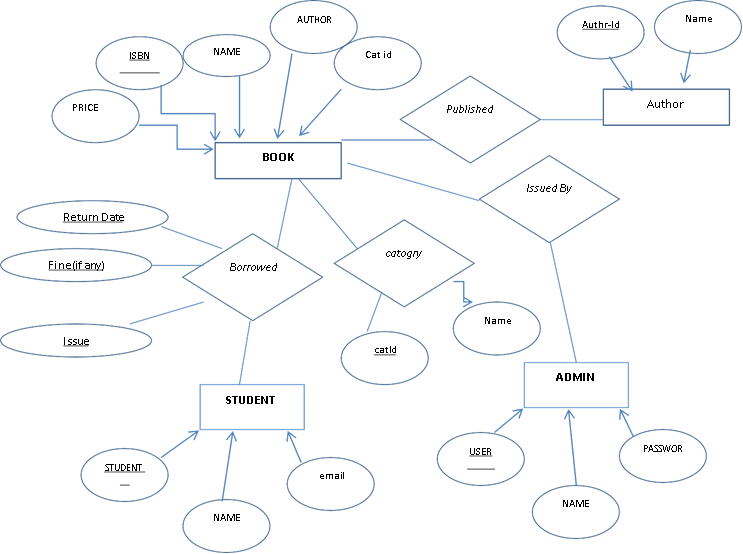 AUTHOR
Authr-Id
Name
ISBN
NAME
Cat id
PRICE
Published
Author
BOOK
Issued By
Return Date
Fine(if any)
Borrowed
catogry
Issue
Name
catId
ADMIN
STUDENT
USER
PASSWOR
STUDENT_
email
NAME
NAME